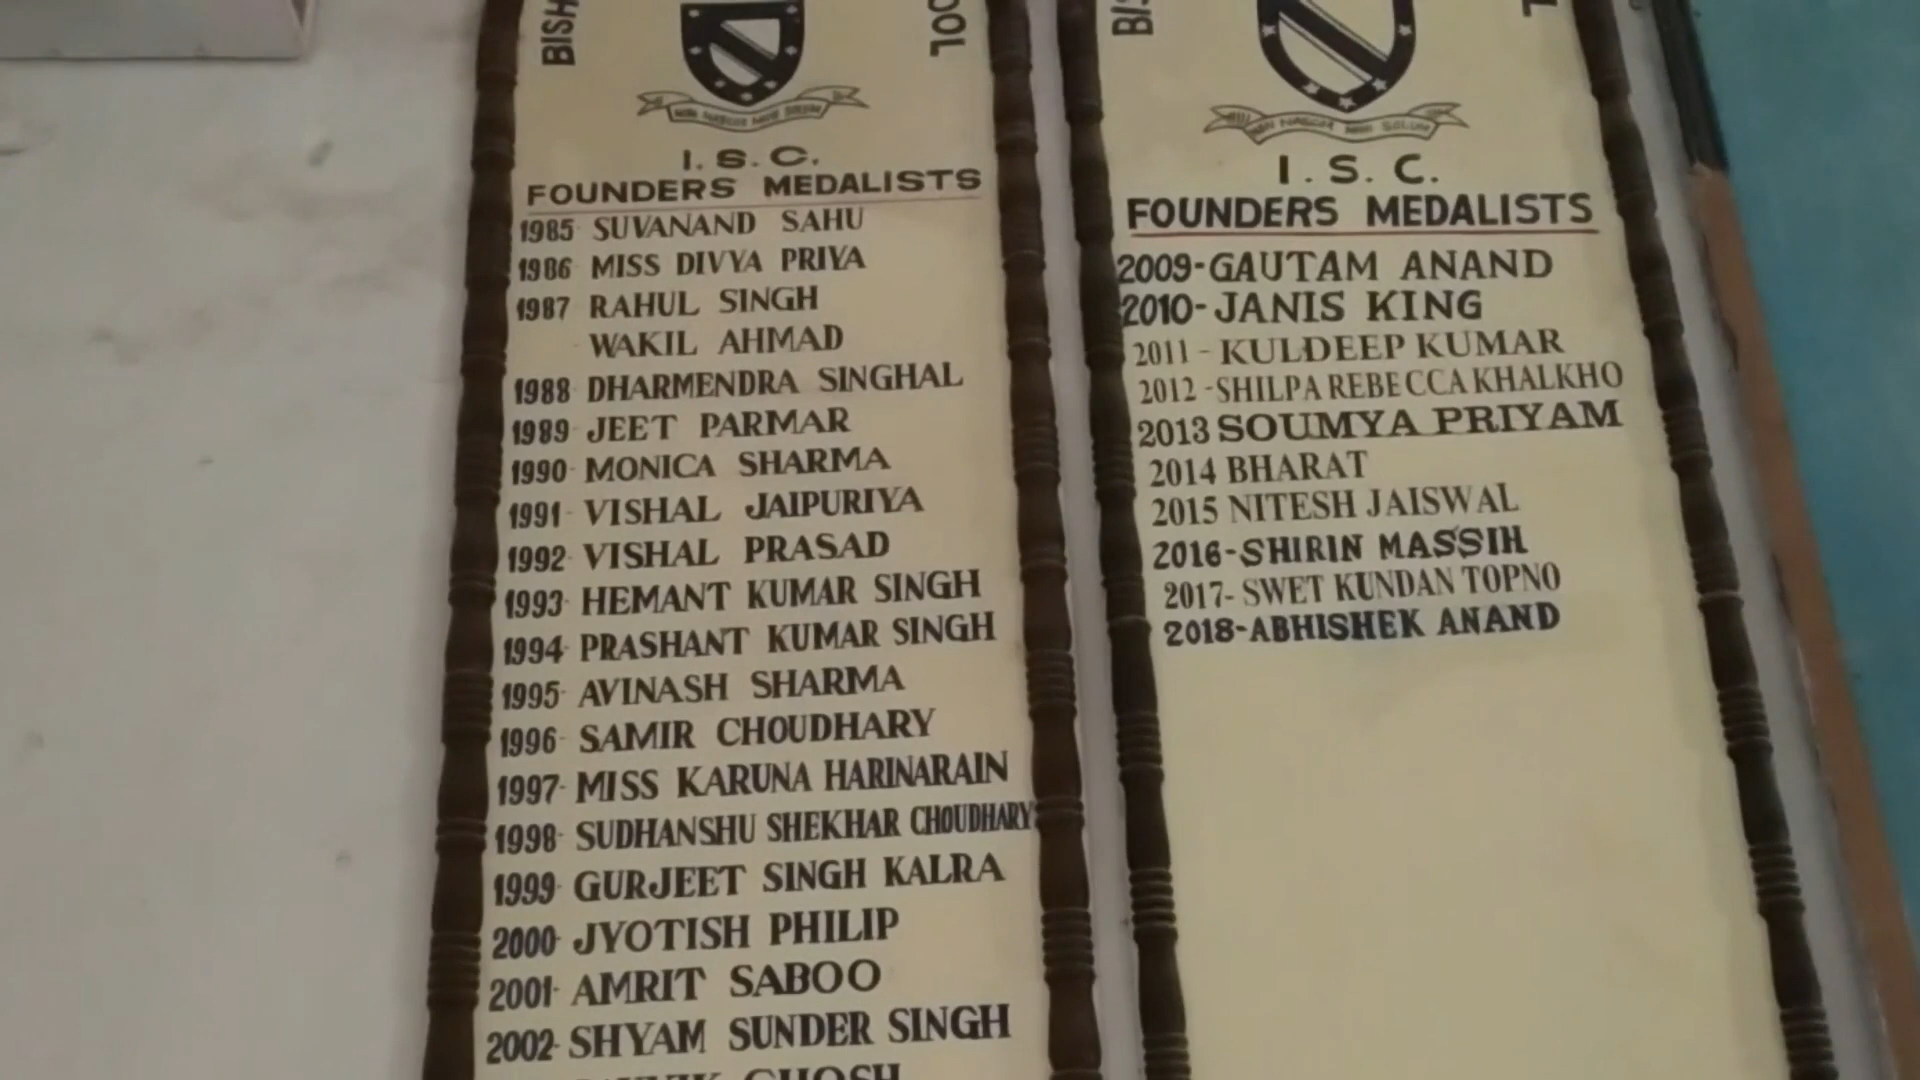 I. S. C.
FOUNDERS MEDALISTS
1985 SUVANAND SAHU
1986 MISS DIVYA PRIYA
1987 RAHUL SINGH
WAKIL AHMAD
1988 DHARMENDRA SINGHAL
1989 JEET PARMAR
1990 MONICA SHARMA
1991 VISHAL JAIPURIYA
1992 VISHAL PRASAD
1993 HEMANT KUMAR SINGH
1994 PRASHANT KUMAR SINGH
1995 AVINASH SHARMA
1996 SAMIR CHOUDHARY
1997 MISS KARUNA HARINARAIN
1998 SUDHANSHU SHEKHAR CHOUDHARY
1999 GURJEET SINGH KALRA
2000 JYOTISH PHILIP
2001 AMRIT SABOO
2002 SHYAM SUNDER SINGH
GHOSH
I. S. C.
FOUNDERS MEDALISTS
2009-GAUTAM ANAND
2010-JANIS KING
2011 - KULDEEP KUMAR
2012 -SHILPA REBECCA KHALKHO
2013 SOUMYA PRIYAM
2014 BHARAT
2015 NITESH JAISWAL
2016-SHIRIN MASSIH
2017- SWET KUNDAN TOPNO
2018-ABHISHEK ANAND